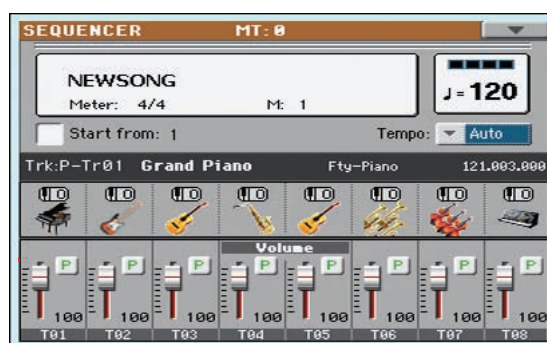 SEQUENCER MT: 0
NEWSONG
Meter: 4/4 M: 1
♩=120
Start from: 1 Tempo: Auto
Trk:P-Tr01 Grand Piano Fty-Piano 121.003.000
Volume
P P P P P P P P
100 100 100 100 100 100 100 100
T01 T02 T03 T04 T05 T06 T07 T08